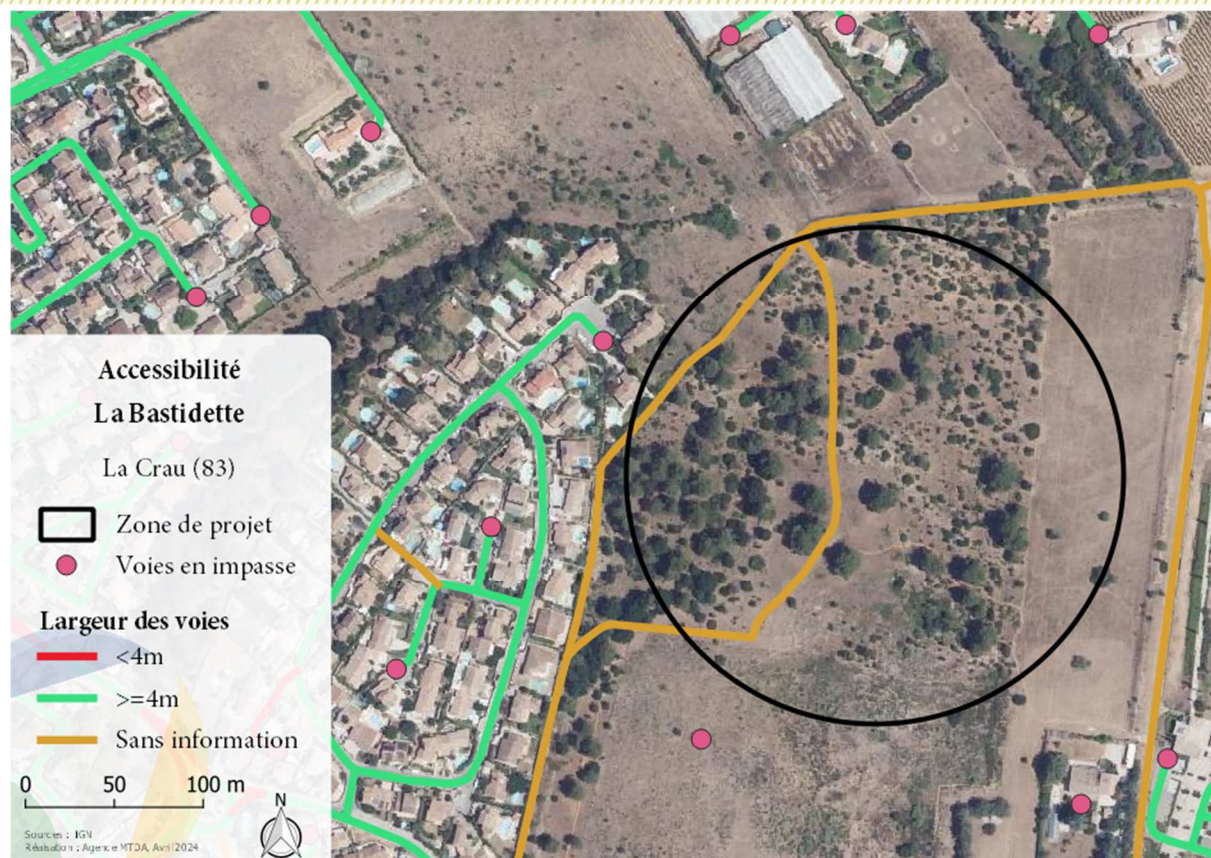 Accessibilité
La Bastidette
La Crau (83)
Zone de projet
Voies en impasse
Largeur des voies
<4m
>=4m
Sans information
0 50 100 m
N
Sources : IGN
Réalisation : Agence MTDA, Avril 2024